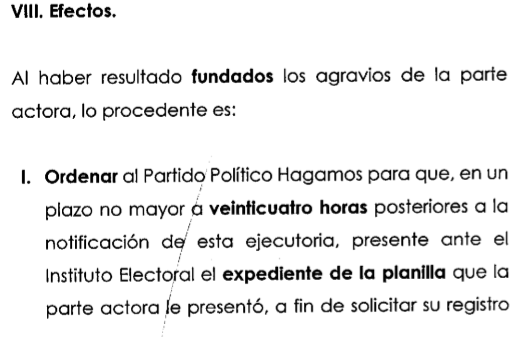 VIII. Efectos.
Al haber resultado fundados los agravios de la parte
actora, lo procedente es:
I. Ordenar al Partido Político Hagamos para que, en un
plazo no mayor a veinticuatro horas posteriores a la
notificación de esta ejecutoria, presente ante el
Instituto Electoral el expediente de la planilla que la
parte actora le presentó, a fin de solicitar su registro